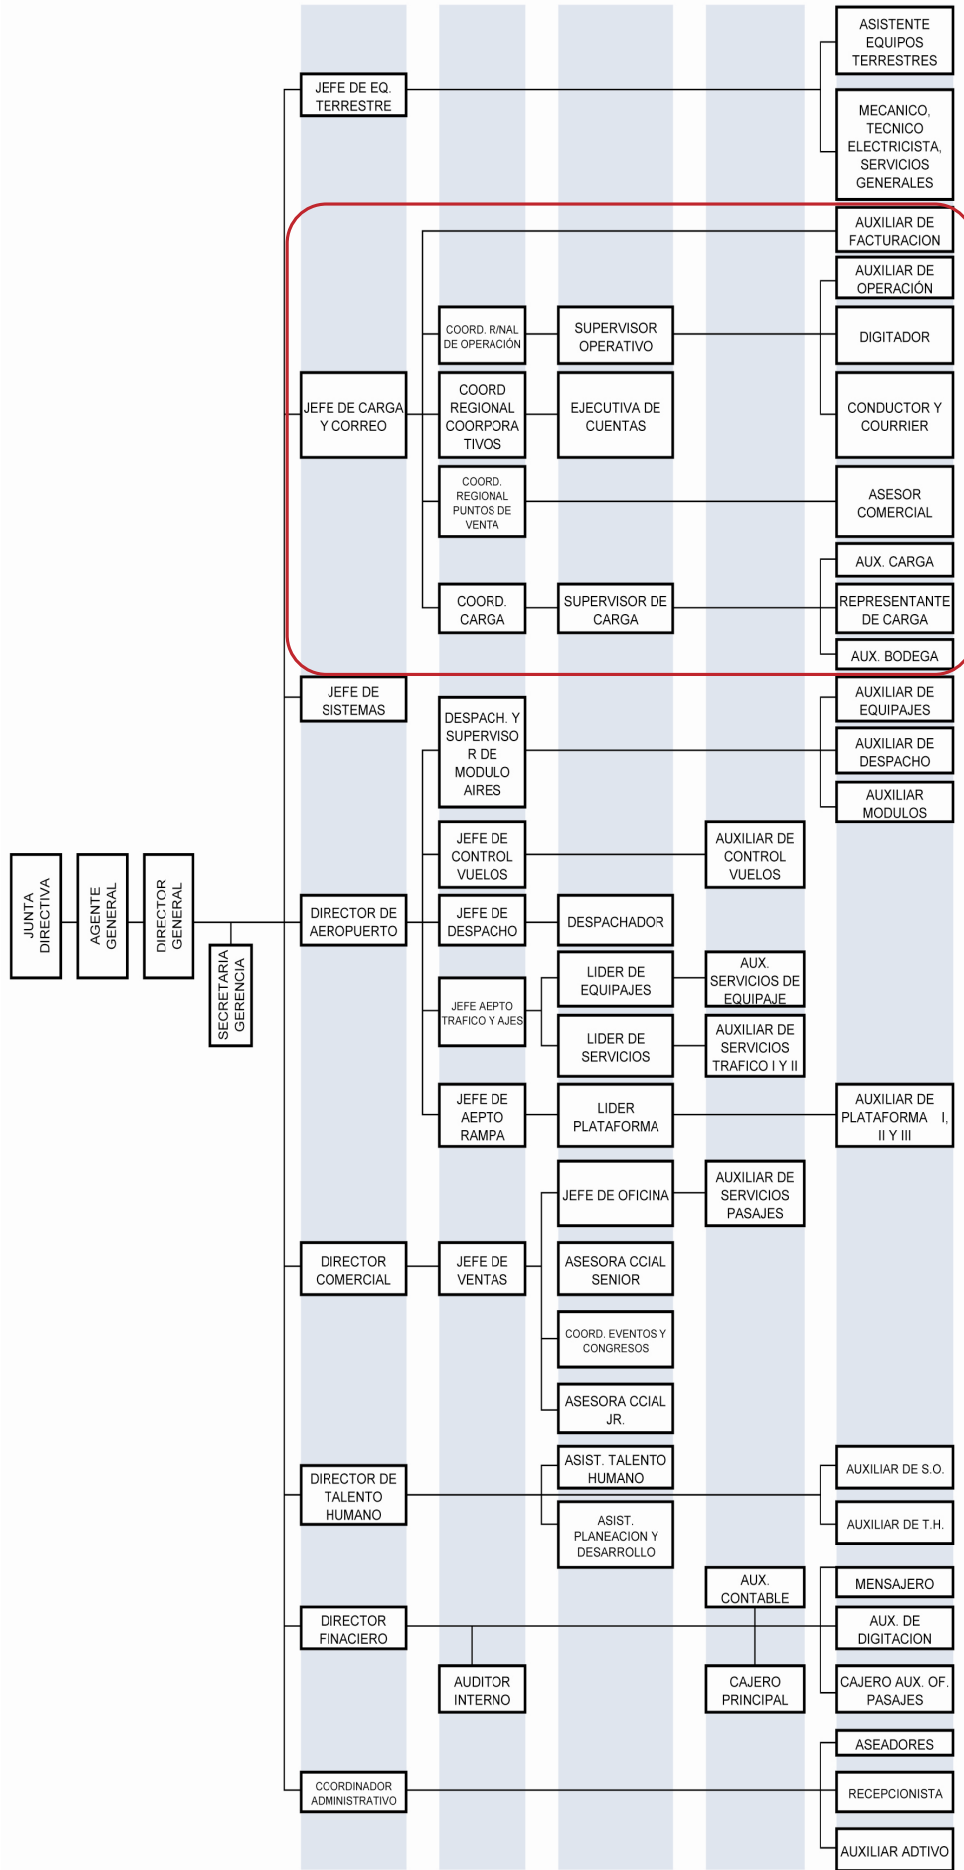 ASISTENTE
EQUIPOS
TERRESTRES
JEFE DE EQ.
TERRESTRE
MECANICO,
TECNICO
ELECTRICISTA,
SERVICIOS
GENERALES
AUXILIAR DE
FACTURACION
AUXILIAR DE
OPERACIÓN
COORD. R/NAL
DE OPERACIÓN
SUPERVISOR
OPERATIVO
DIGITADOR
JEFE DE CARGA
Y CORREO
COORD
REGIONAL
COORPORA
TIVOS
EJECUTIVA DE
CUENTAS
CONDUCTOR Y
COURRIER
COORD.
REGIONAL
PUNTOS DE
VENTA
ASESOR
COMERCIAL
AUX. CARGA
COORD.
CARGA
SUPERVISOR DE
CARGA
REPRESENTANTE
DE CARGA
AUX. BODEGA
JEFE DE
SISTEMAS
DESPACH. Y
SUPERVISO
R DE
MODULO
AIRES
AUXILIAR DE
EQUIPAJES
AUXILIAR DE
DESPACHO
AUXILIAR
MODULOS
JEFE DE
CONTROL
VUELOS
AUXILIAR DE
CONTROL
VUELOS
JUNTA
DIRECTIVA
AGENTE
GENERAL
DIRECTOR
GENERAL
SECRETARIA
GERENCIA
DIRECTOR DE
AEROPUERTO
JEFE DE
DESPACHO
DESPACHADOR
JEFE AEPTO
TRAFICO Y AJES
LIDER DE
EQUIPAJES
AUX.
SERVICIOS DE
EQUIPAJE
LIDER DE
SERVICIOS
AUXILIAR DE
SERVICIOS
TRAFICO I Y II
JEFE DE
AEPTO
RAMPA
LIDER
PLATAFORMA
AUXILIAR DE
PLATAFORMA I,
II Y III
JEFE DE OFICINA
AUXILIAR DE
SERVICIOS
PASAJES
DIRECTOR
COMERCIAL
JEFE DE
VENTAS
ASESORA CCIAL
SENIOR
COORD. EVENTOS Y
CONGRESOS
ASESORA CCIAL
JR.
DIRECTOR DE
TALENTO
HUMANO
ASIST. TALENTO
HUMANO
AUXILIAR DE S.O.
ASIST.
PLANEACION Y
DESARROLLO
AUXILIAR DE T.H.
AUX.
CONTABLE
MENSAJERO
DIRECTOR
FINACIERO
AUX. DE
DIGITACION
AUDITOR
INTERNO
CAJERO
PRINCIPAL
CAJERO AUX. OF.
PASAJES
ASEADORES
CCORDINADOR
ADMINISTRATIVO
RECEPCIONISTA
AUXILIAR ADTIVO